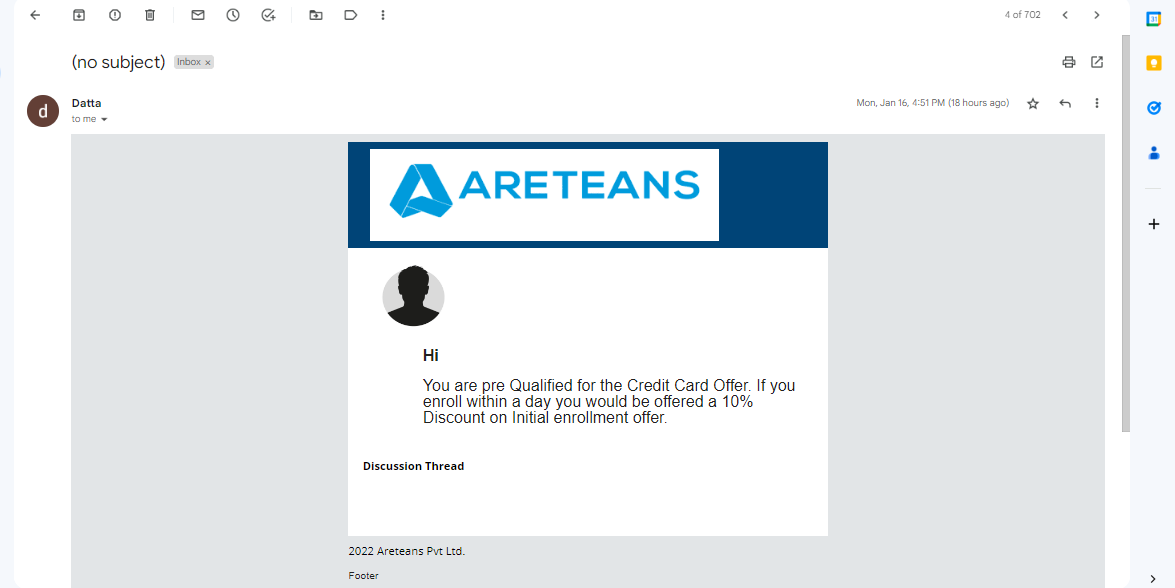 4 of 702
(no subject)
Inbox x
Datta
Mon, Jan 16, 4:51 PM (18 hours ago)
d
to me
ARETEANS
Hi
You are pre Qualified for the Credit Card Offer. If you
enroll within a day you would be offered a 10%
Discount on Initial enrollment offer.
Discussion Thread
2022 Areteans Pvt Ltd.
Footer
31